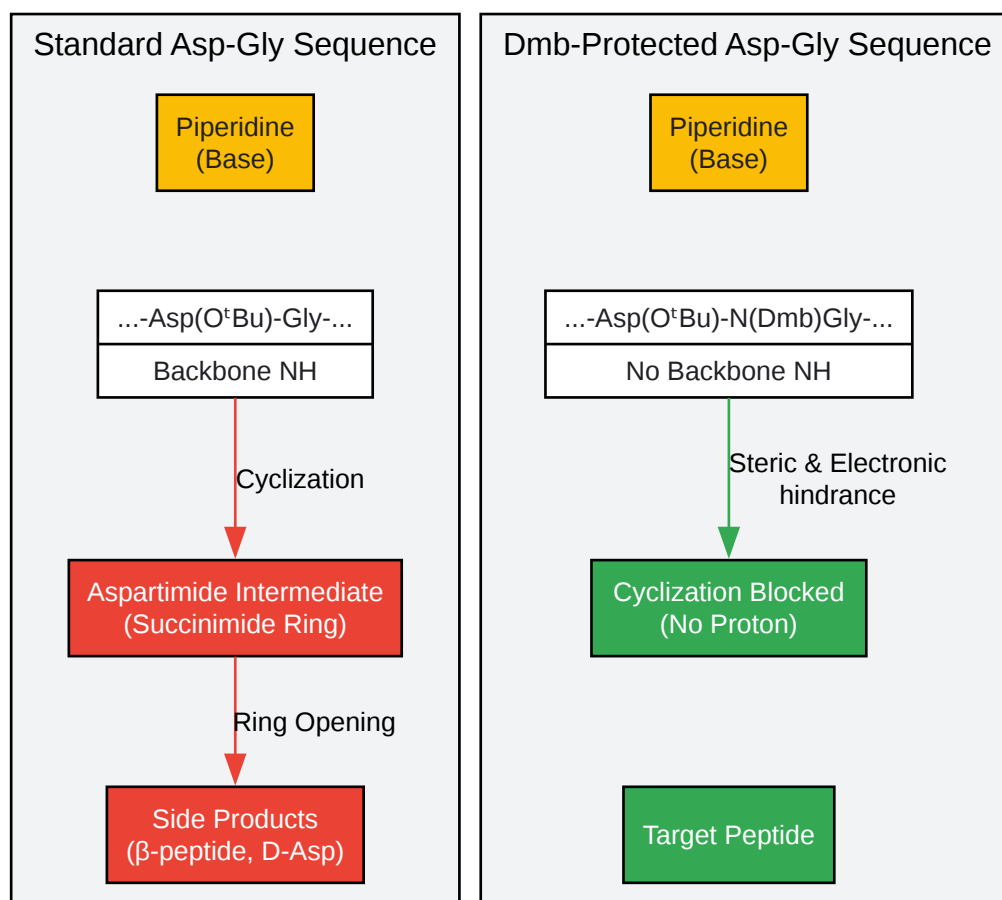 Standard Asp-Gly Sequence
Piperidine
(Base)
...-Asp(OᵗBu)-Gly-...
Backbone NH
Cyclization
Aspartimide Intermediate
(Succinimide Ring)
Ring Opening
Side Products
(β-peptide, D-Asp)
Dmb-Protected Asp-Gly Sequence
Piperidine
(Base)
...-Asp(OᵗBu)-N(Dmb)Gly-...
No Backbone NH
Steric & Electronic
hindrance
Cyclization Blocked
(No Proton)
Target Peptide